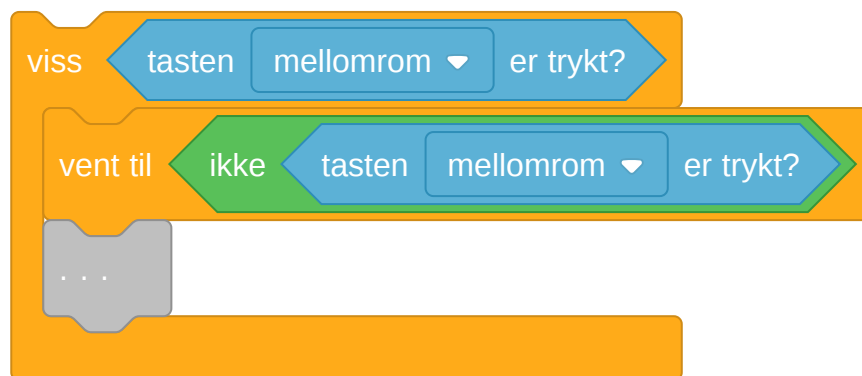 viss tasten mellomrom er trykt?
vent til ikke tasten mellomrom er trykt?
. . .